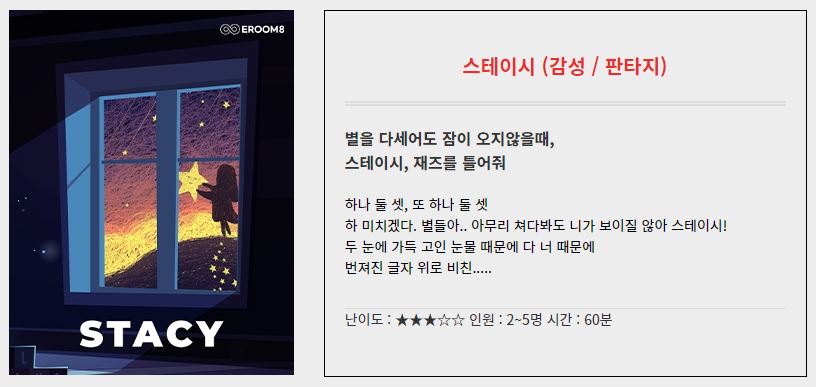 EROOM8
STACY
스테이시 (감성 / 판타지)
별을 다세어도 잠이 오지않을때,
스테이시, 재즈를 틀어줘
하나 둘 셋, 또 하나 둘 셋
하 미치겠다. 별들아.. 아무리 쳐다봐도 니가 보이질 않아 스테이시!
두 눈에 가득 고인 눈물 때문에 다 너 때문에
번져진 글자 위로 비친.....
난이도 : ★★★☆☆ 인원 : 2~5명 시간 : 60분